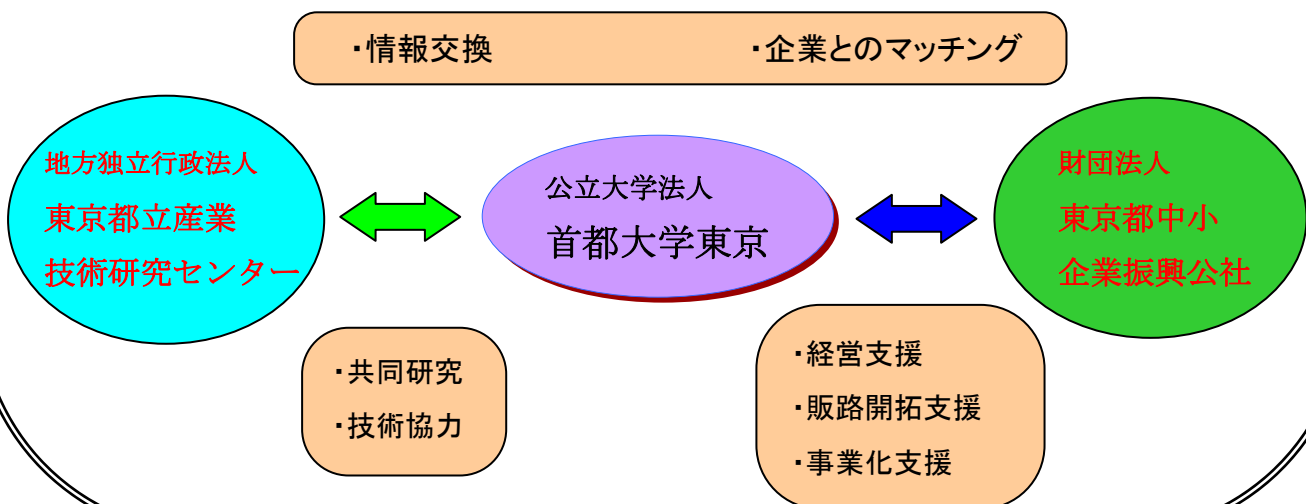 ・情報交換 ・企業とのマッチング
地方独立行政法人
東京都立産業
技術研究センター
公立大学法人
首都大学東京
財団法人
東京都中小
企業振興公社
・共同研究
・技術協力
・経営支援
・販路開拓支援
・事業化支援